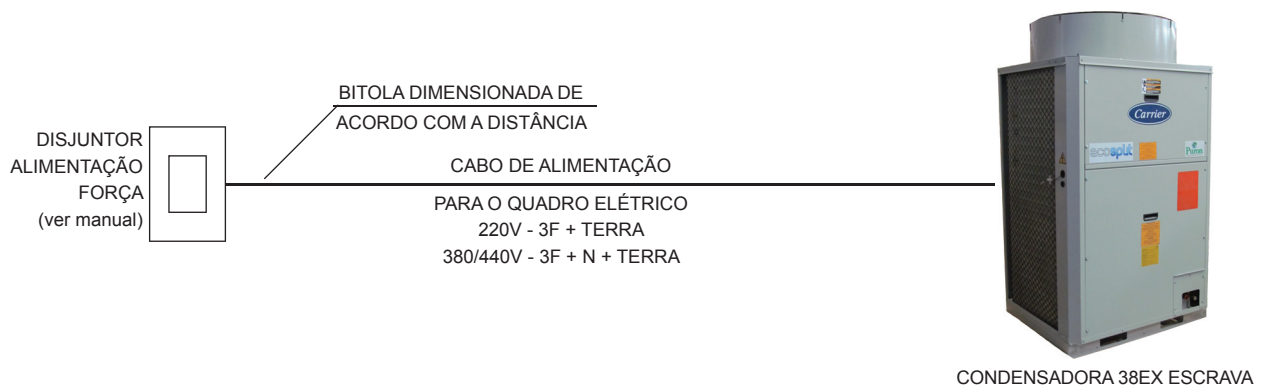 BITOLA DIMENSIONADA DE
ACORDO COM A DISTÂNCIA
DISJUNTOR
ALIMENTAÇÃO
FORÇA
(ver manual)
CABO DE ALIMENTAÇÃO
PARA O QUADRO ELÉTRICO
220V - 3F + TERRA
380/440V - 3F + N + TERRA
Carrier
ecosplit
Puron
CONDENSADORA 38EX ESCRAVA